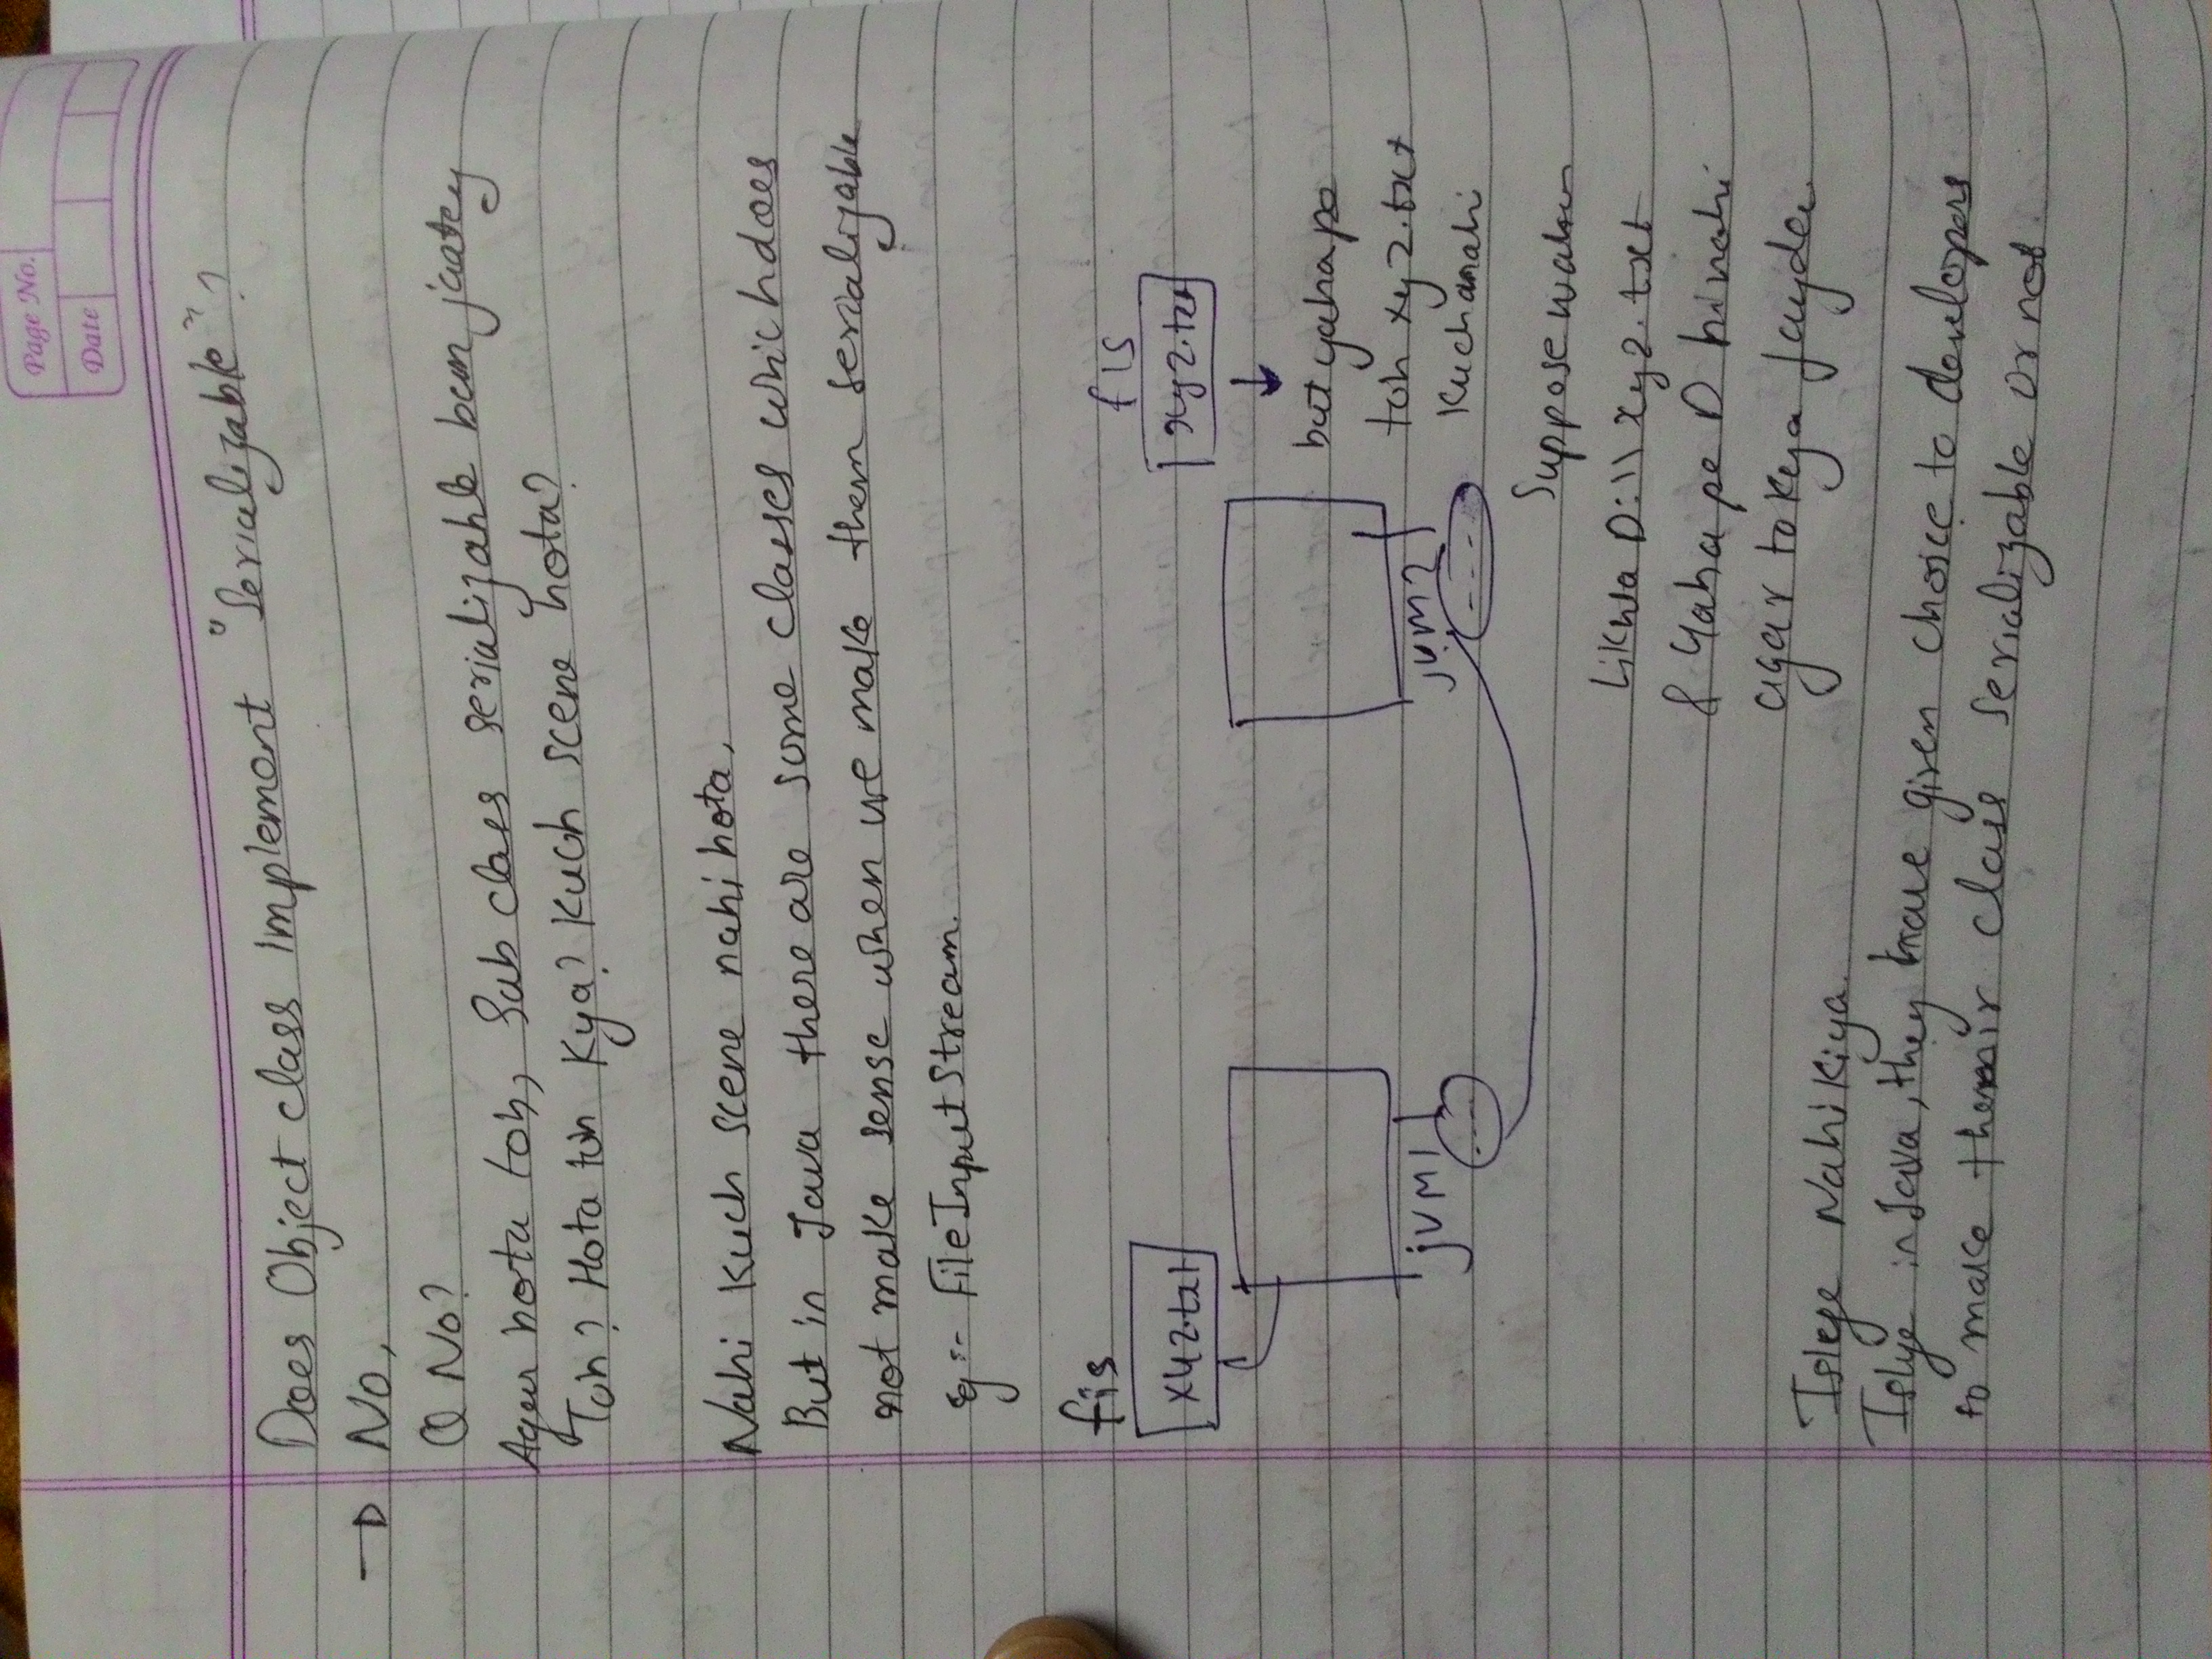 Page No.
Date
Does Object class implement "Serializable"?
→ No,
Q No?
Agar hota toh, Sub class serializable ban jaatey
Toh? Hota toh Kya? Kuch scene hota?
Nahi Kuch scene nahi hota,
But in Java there are some classes which does
not make sense when we make them serializable
eg :- FileInputStream.
fis
xyz.txt
fis
xyz.txt
but yaha pe
toh xyz.txt
Kucha nahi
jvm1
jvm2
Suppose
Likha D:\\xyz.txt
& Yaha pe D hi nahi
agar to kya fayda
Islye Nahi Kiya.
Islye in Java, they have given choice to developers
to make their class serializable or not.